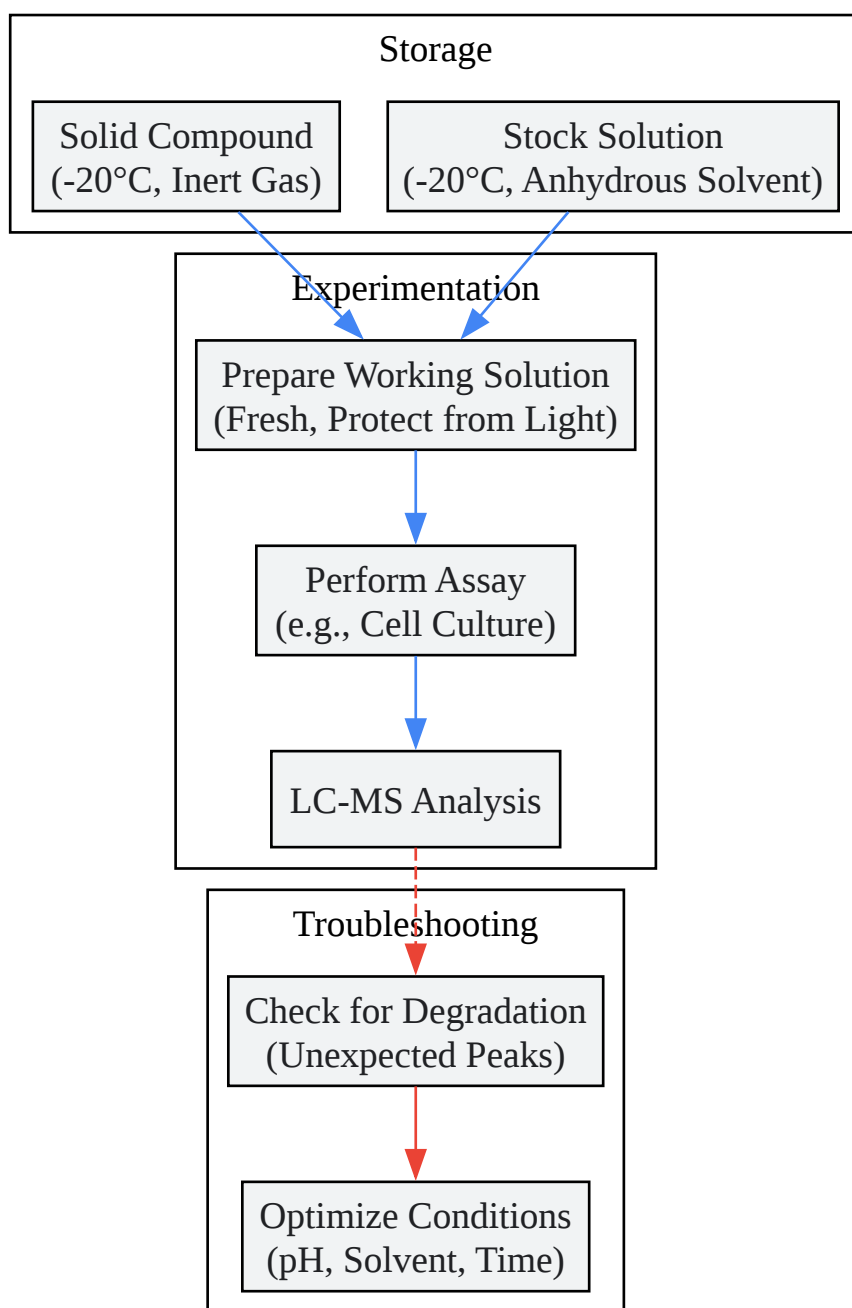 Storage
Solid Compound
(-20°C, Inert Gas)
Stock Solution
(-20°C, Anhydrous Solvent)
Experimentation
Prepare Working Solution
(Fresh, Protect from Light)
Perform Assay
(e.g., Cell Culture)
LC-MS Analysis
Troubleshooting
Check for Degradation
(Unexpected Peaks)
Optimize Conditions
(pH, Solvent, Time)